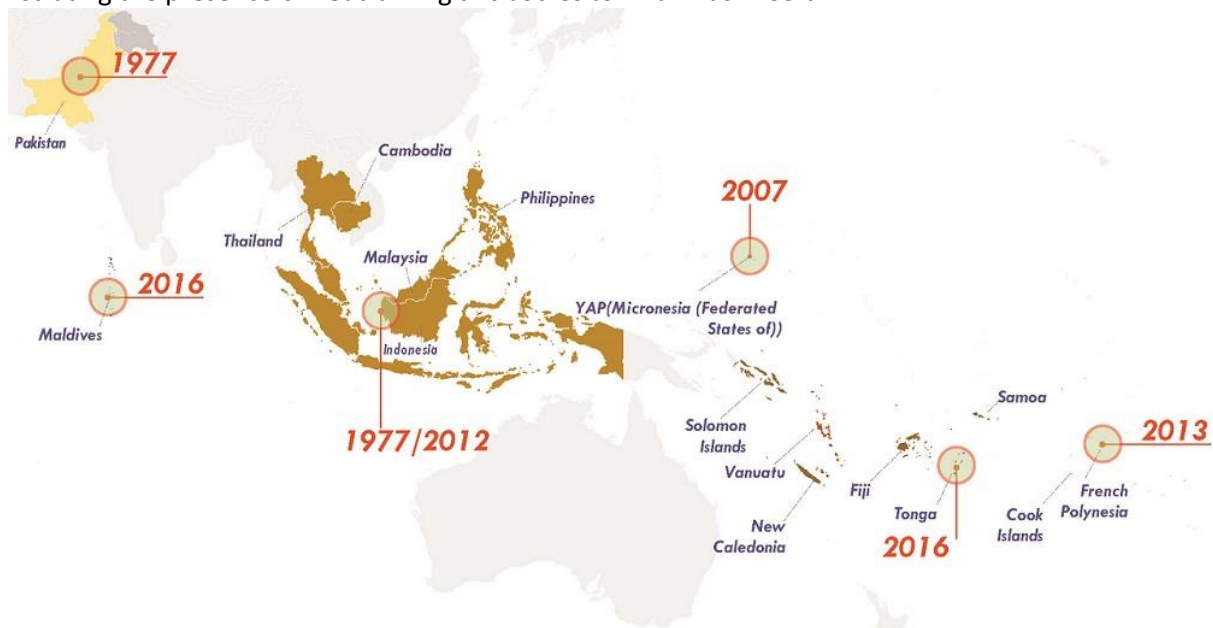 1977
Pakistan
Cambodia
Philippines
2007
Thailand
Malaysia
2016
YAP(Micronesia (Federated
States of))
Maldives
Indonesia
Samoa
Solomon
Islands
1977/2012
2013
Vanuatu
Fiji
Tonga
French
Polynesia
Cook
Islands
New
Caledonia
2016